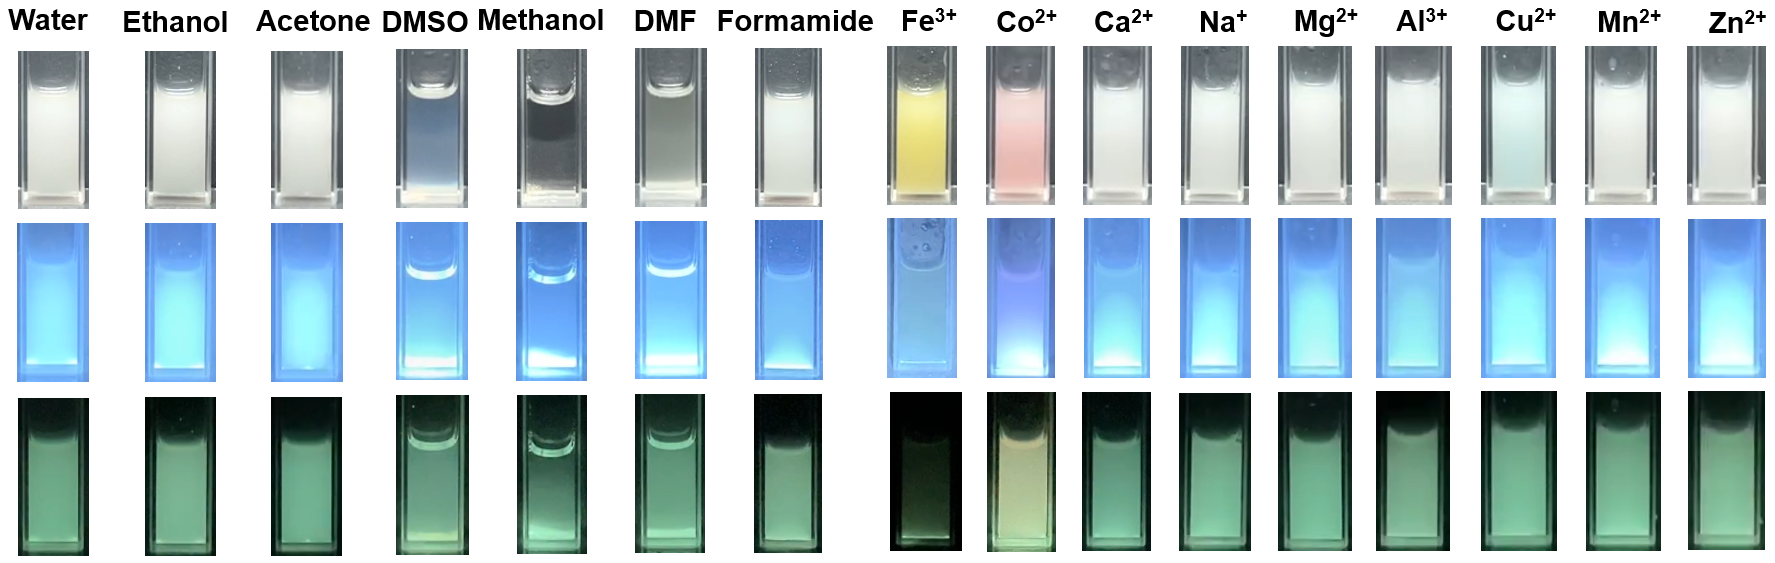 Water Ethanol Acetone DMSO Methanol DMF Formamide Fe³⁺ Co²⁺ Ca²⁺ Na⁺ Mg²⁺ Al³⁺ Cu²⁺ Mn²⁺ Zn²⁺